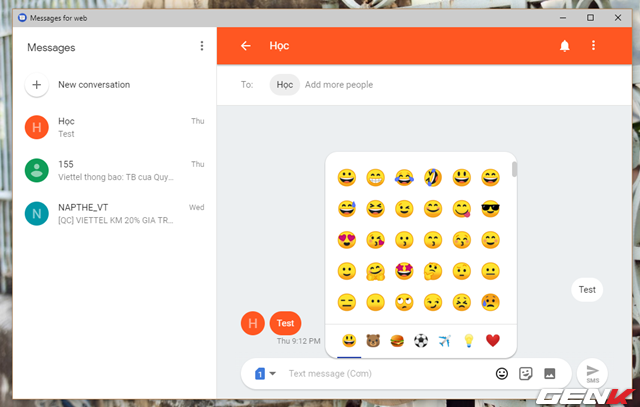 Messages for web
Messages
Học
To:
Học
Add more people
New conversation
H
Học
Thu
Test
155
Thu
Viettel thong bao: TB cua Quy…
N
NAPTHE_VT
Wed
[QC] VIETTEL KM 20% GIA TR…
Test
H
Test
Thu 9:12 PM
1
Text message (Cơm)
SMS
GENK